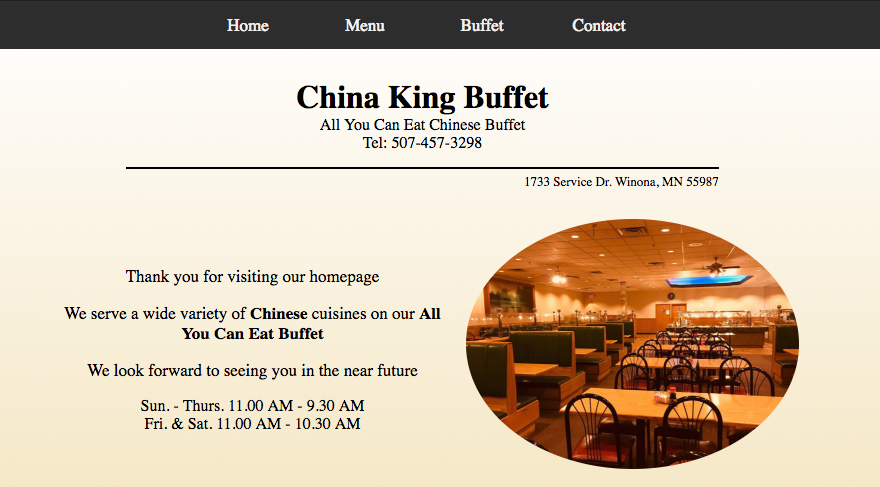 Home Menu Buffet Contact
China King Buffet
All You Can Eat Chinese Buffet
Tel: 507-457-3298
1733 Service Dr. Winona, MN 55987
Thank you for visiting our homepage
We serve a wide variety of Chinese cuisines on our All
You Can Eat Buffet
We look forward to seeing you in the near future
Sun. - Thurs. 11.00 AM - 9.30 AM
Fri. & Sat. 11.00 AM - 10.30 AM